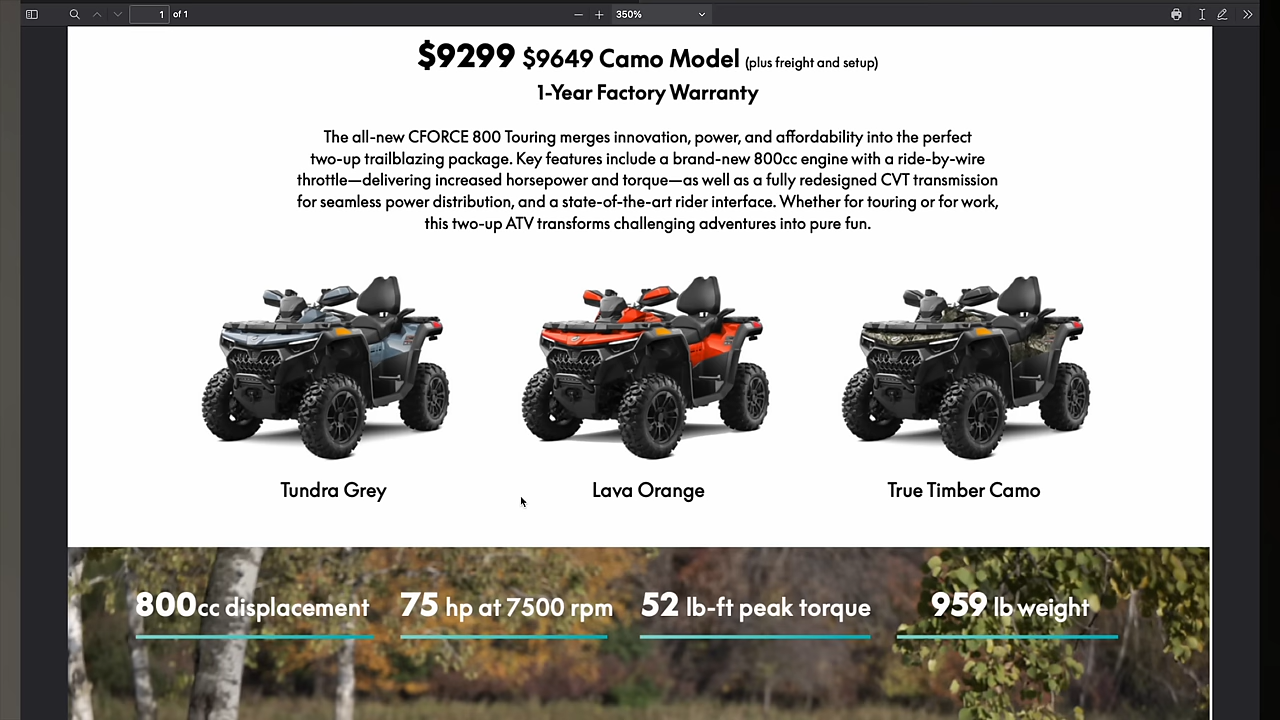 1 of 1
350%
$9299 $9649 Camo Model (plus freight and setup)
1-Year Factory Warranty
The all-new CFORCE 800 Touring merges innovation, power, and affordability into the perfect
two-up trailblazing package. Key features include a brand-new 800cc engine with a ride-by-wire
throttle—delivering increased horsepower and torque—as well as a fully redesigned CVT transmission
for seamless power distribution, and a state-of-the-art rider interface. Whether for touring or for work,
this two-up ATV transforms challenging adventures into pure fun.
Tundra Grey
Lava Orange
True Timber Camo
800cc displacement
75 hp at 7500 rpm
52 lb-ft peak torque
959 lb weight